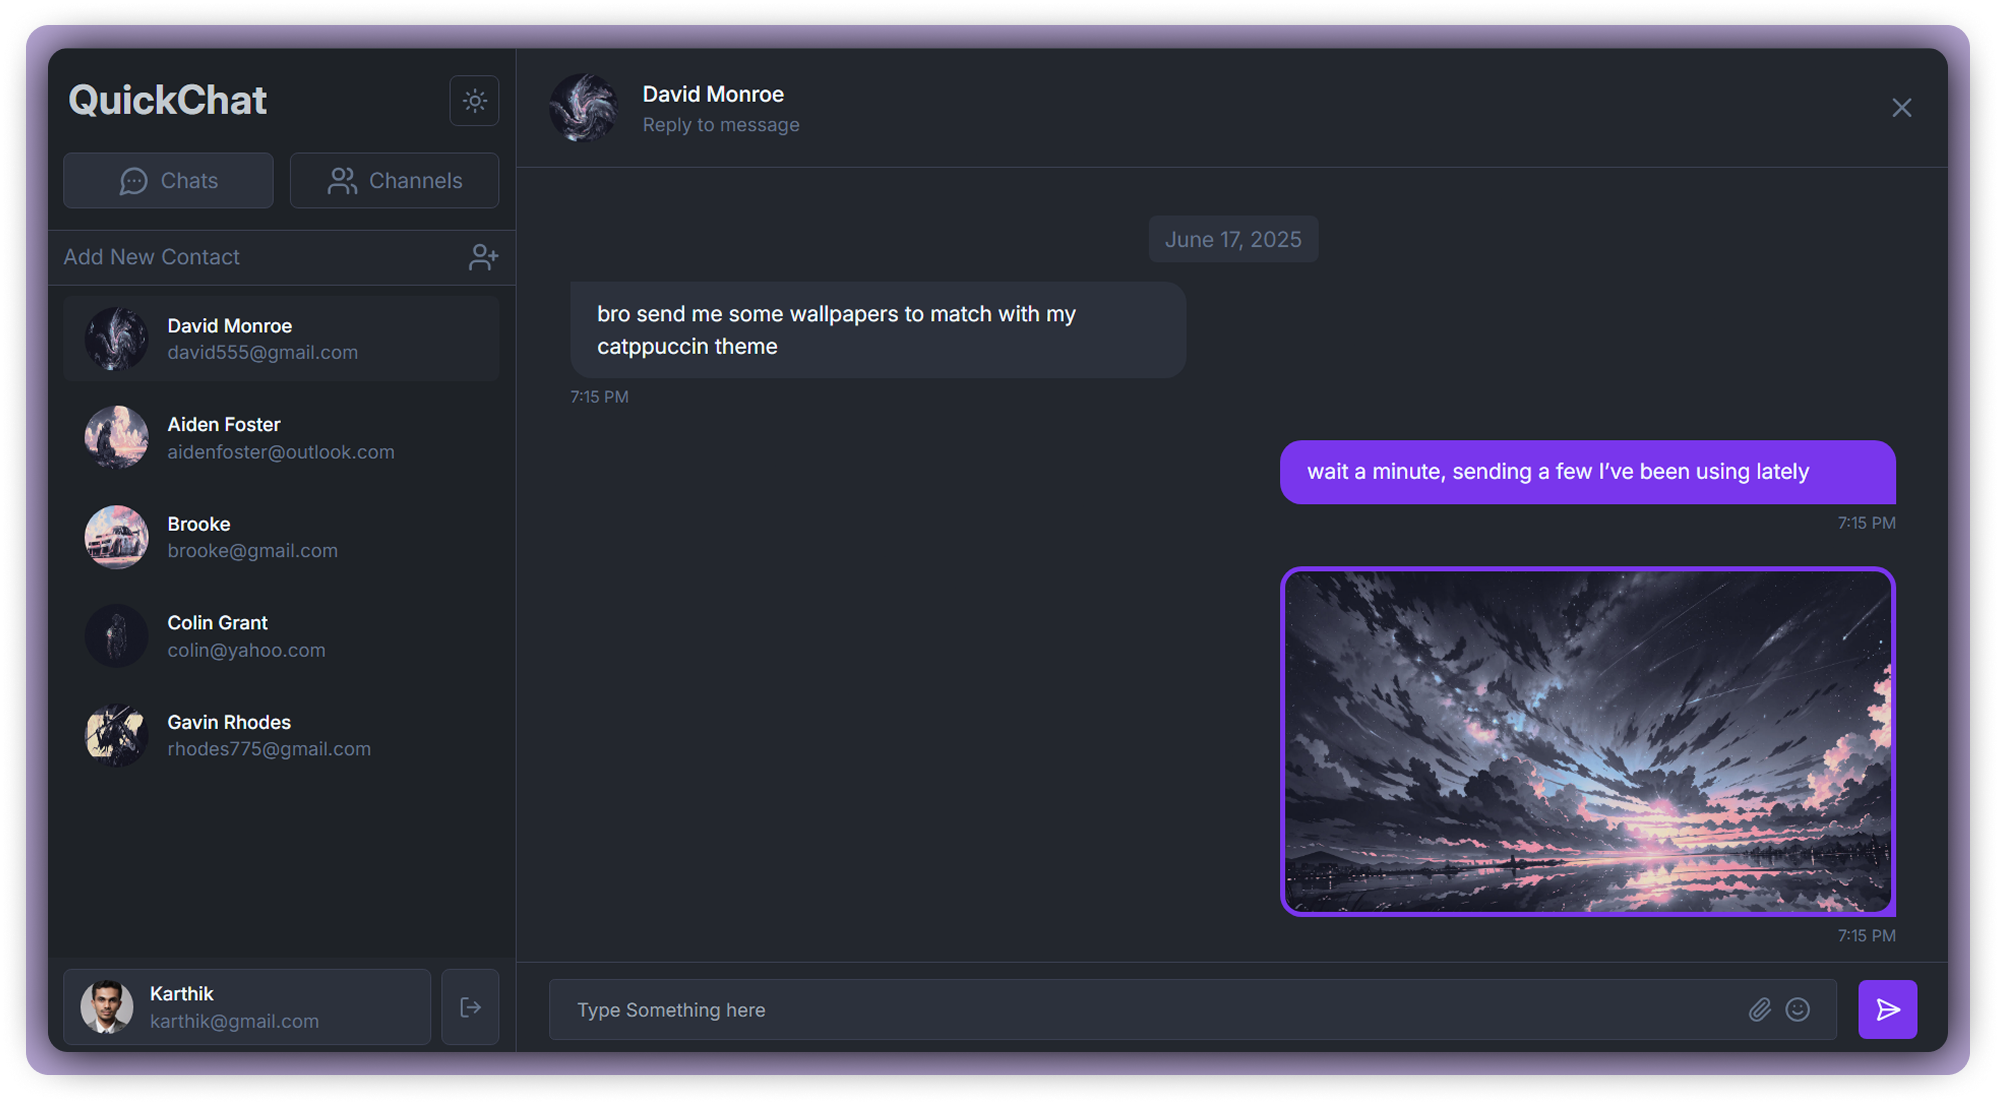 QuickChat
Chats
Channels
Add New Contact
David Monroe
david555@gmail.com
Aiden Foster
aidenfoster@outlook.com
Brooke
brooke@gmail.com
Colin Grant
colin@yahoo.com
Gavin Rhodes
rhodes775@gmail.com
Karthik
karthik@gmail.com
David Monroe
Reply to message
June 17, 2025
bro send me some wallpapers to match with my
catppuccin theme
7:15 PM
wait a minute, sending a few I’ve been using lately
7:15 PM
7:15 PM
Type Something here